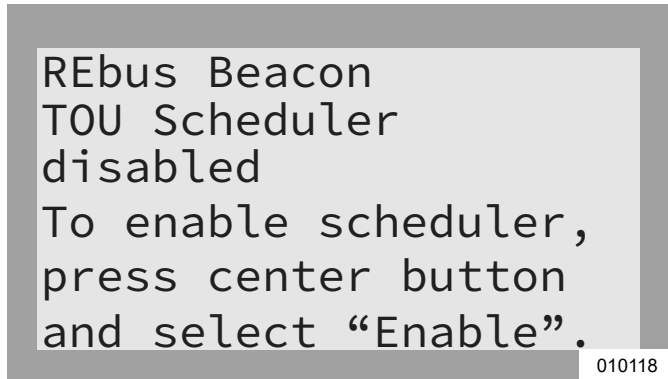 REbus Beacon
TOU Scheduler
disabled
To enable scheduler,
press center button
and select “Enable”.
010118